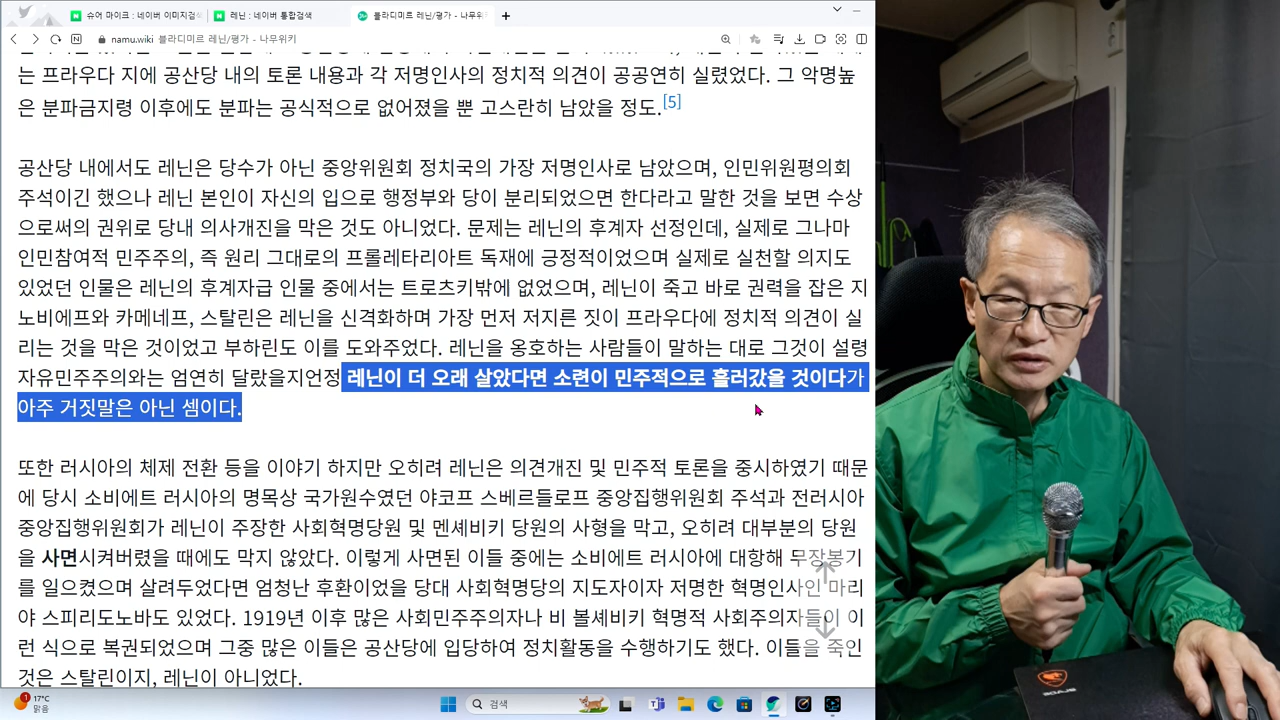 슈어 마이크 : 네이버 이미지검색
레닌 : 네이버 통합검색
블라디미르 레닌/평가 - 나무위키
namu.wiki 블라디미르 레닌/평가 - 나무위키
는 프라우다 지에 공산당 내의 토론 내용과 각 저명인사의 정치적 의견이 공공연히 실렸었다. 그 악명높
은 분파금지령 이후에도 분파는 공식적으로 없어졌을 뿐 고스란히 남았을 정도.[5]
공산당 내에서도 레닌은 당수가 아닌 중앙위원회 정치국의 가장 저명인사로 남았으며, 인민위원평의회
주석이긴 했으나 레닌 본인이 자신의 입으로 행정부와 당이 분리되었으면 한다라고 말한 것을 보면 수상
으로써의 권위로 당내 의사개진을 막은 것도 아니었다. 문제는 레닌의 후계자 선정인데, 실제로 그나마
인민참여적 민주주의, 즉 원리 그대로의 프롤레타리아트 독재에 긍정적이었으며 실제로 실천할 의지도
있었던 인물은 레닌의 후계자급 인물 중에서는 트로츠키밖에 없었으며, 레닌이 죽고 바로 권력을 잡은 지
노비에프와 카메네프, 스탈린은 레닌을 신격화하며 가장 먼저 저지른 짓이 프라우다에 정치적 의견이 실
리는 것을 막은 것이었고 부하린도 이를 도와주었다. 레닌을 옹호하는 사람들이 말하는 대로 그것이 설령
자유민주주의와는 엄연히 달랐을지언정 레닌이 더 오래 살았다면 소련이 민주적으로 흘러갔을 것이다가
아주 거짓말은 아닌 셈이다.
또한 러시아의 체제 전환 등을 이야기 하지만 오히려 레닌은 의견개진 및 민주적 토론을 중시하였기 때문
에 당시 소비에트 러시아의 명목상 국가원수였던 야코프 스베르들로프 중앙집행위원회 주석과 전러시아
중앙집행위원회가 레닌이 주장한 사회혁명당원 및 멘셰비키 당원의 사형을 막고, 오히려 대부분의 당원
을 사면시켜버렸을 때에도 막지 않았다. 이렇게 사면된 이들 중에는 소비에트 러시아에 대항해 무장봉기
를 일으켰으며 살려두었다면 엄청난 후환이었을 당대 사회혁명당의 지도자이자 저명한 혁명인사인 마리
야 스피리도노바도 있었다. 1919년 이후 많은 사회민주주의자나 비 볼셰비키 혁명적 사회주의자들이 이
런 식으로 복권되었으며 그중 많은 이들은 공산당에 입당하여 정치활동을 수행하기도 했다. 이들을 죽인
것은 스탈린이지, 레닌이 아니었다.
1
17°C
맑음
검색